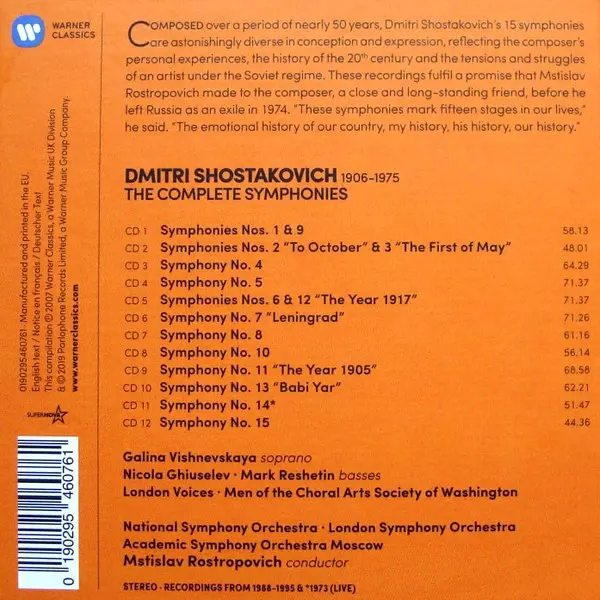 WARNER
CLASSICS
COMPOSED over a period of nearly 50 years, Dmitri Shostakovich's 15 symphonies
are astonishingly diverse in conception and expression, reflecting the composer's
personal experiences, the history of the 20th century and the tensions and struggles
of an artist under the Soviet regime. These recordings fulfil a promise that Mstislav
Rostropovich made to the composer, a close and long-standing friend, before he
left Russia as an exile in 1974. "These symphonies mark fifteen stages in our lives,"
he said. "The emotional history of our country, my history, his history, our history."
DMITRI SHOSTAKOVICH 1906-1975
THE COMPLETE SYMPHONIES
CD 1 Symphonies Nos. 1 & 9 58.13
CD 2 Symphonies Nos. 2 "To October" & 3 "The First of May" 48.01
CD 3 Symphony No. 4 64.29
CD 4 Symphony No. 5 71.37
CD 5 Symphonies Nos. 6 & 12 "The Year 1917" 71.37
CD 6 Symphony No. 7 "Leningrad" 71.26
CD 7 Symphony No. 8 61.16
CD 8 Symphony No. 10 56.14
CD 9 Symphony No. 11 "The Year 1905" 68.58
CD 10 Symphony No. 13 "Babi Yar" 62.21
CD 11 Symphony No. 14* 51.47
CD 12 Symphony No. 15 44.36
Galina Vishnevskaya soprano
Nicola Ghiuselev · Mark Reshetin basses
London Voices · Men of the Choral Arts Society of Washington
National Symphony Orchestra · London Symphony Orchestra
Academic Symphony Orchestra Moscow
Mstislav Rostropovich conductor
STEREO - RECORDINGS FROM 1988-1995 & *1973 (LIVE)
0190295460761 · Manufactured and printed in the EU.
English text / Notice en français / Deutscher Text
This compilation ℗ 2007 Warner Classics, a Warner Music UK Division
& © 2019 Parlophone Records Limited, a Warner Music Group Company.
www.warnerclassics.com
SUPERNOVA
0 190295 460761